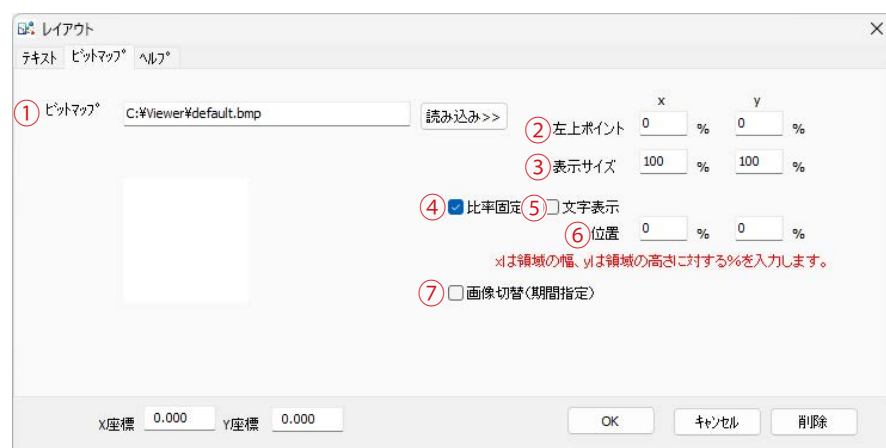 レイアウト
テキスト ﾋﾞｯﾄﾏｯﾌﾟ ﾍﾙﾌﾟ
① ﾋﾞｯﾄﾏｯﾌﾟ C:¥Viewer¥default.bmp 読み込み>>
x y
② 左上ポイント 0 % 0 %
③ 表示サイズ 100 % 100 %
④ 比率固定 ⑤ 文字表示
⑥ 位置 0 % 0 %
xは領域の幅、yは領域の高さに対する%を入力します。
⑦ 画像切替(期間指定)
X座標 0.000 Y座標 0.000 OK ｷｬﾝｾﾙ 削除